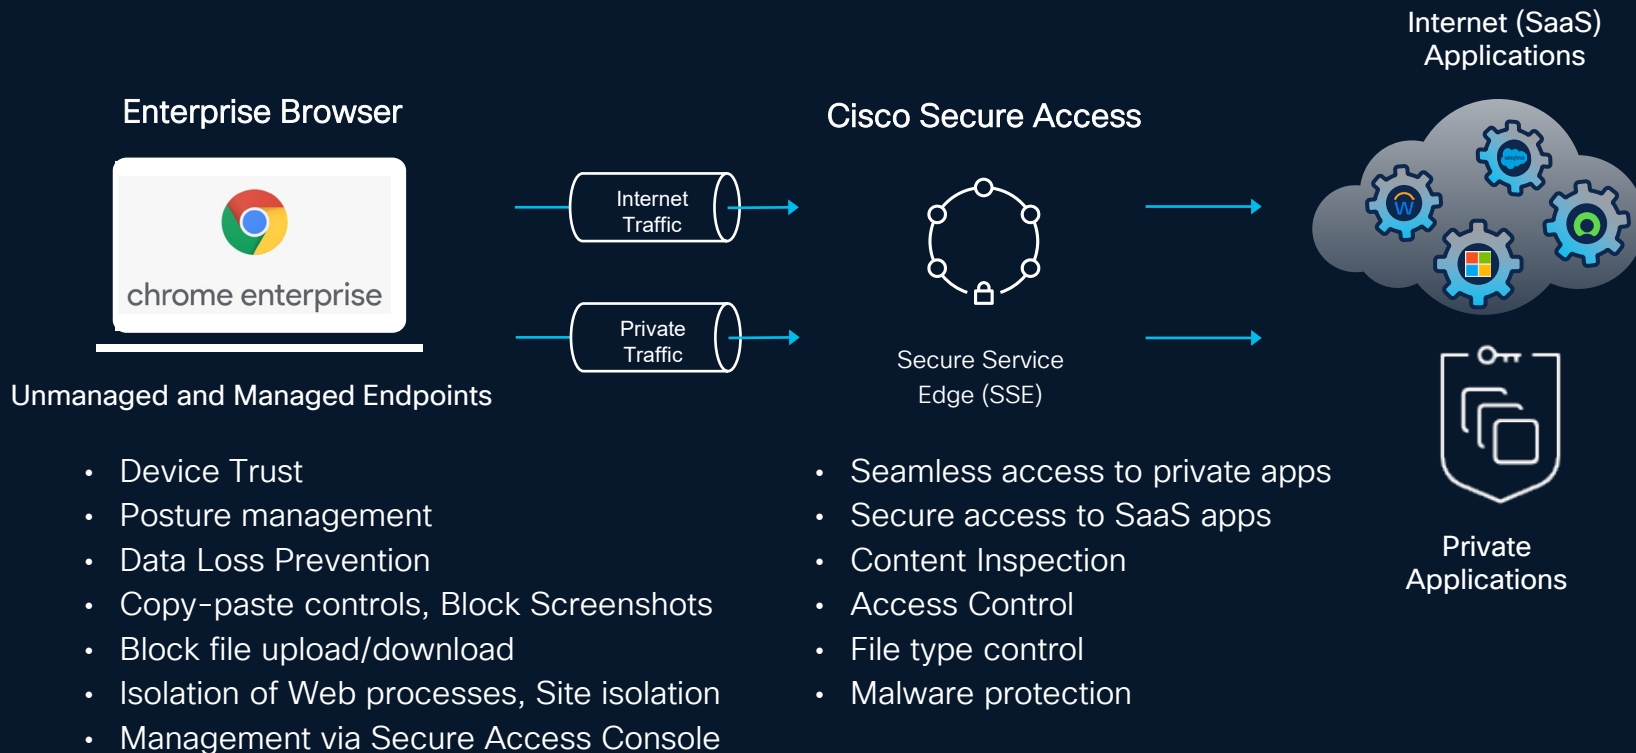 Internet (SaaS)
Applications
Enterprise Browser
Cisco Secure Access
chrome enterprise
Internet
Traffic
Private
Traffic
salesforce
W
Secure Service
Edge (SSE)
Unmanaged and Managed Endpoints
• Device Trust
• Posture management
• Data Loss Prevention
• Copy-paste controls, Block Screenshots
• Block file upload/download
• Isolation of Web processes, Site isolation
• Management via Secure Access Console
• Seamless access to private apps
• Secure access to SaaS apps
• Content Inspection
• Access Control
• File type control
• Malware protection
Private
Applications